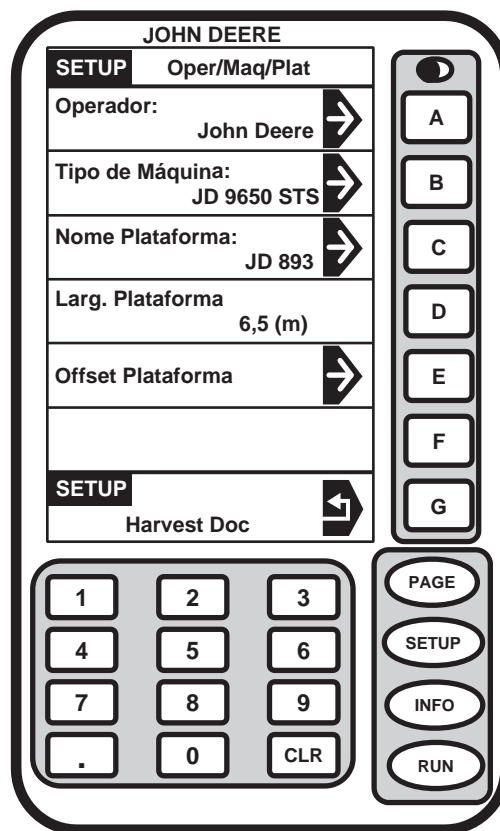 JOHN DEERE
SETUP Oper/Maq/Plat
Operador:
John Deere
Tipo de Máquina:
JD 9650 STS
Nome Plataforma:
JD 893
Larg. Plataforma
6,5 (m)
Offset Plataforma
SETUP
Harvest Doc
A
B
C
D
E
F
G
PAGE
SETUP
INFO
RUN
1 2 3
4 5 6
7 8 9
. 0 CLR